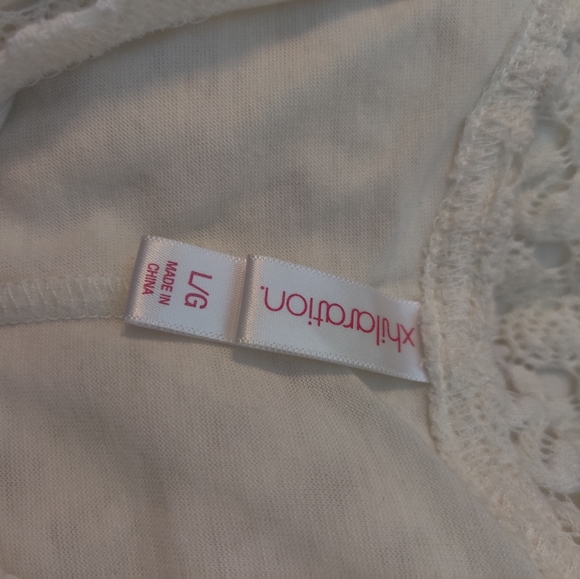 xhilaration.
L/G
MADE IN
CHINA